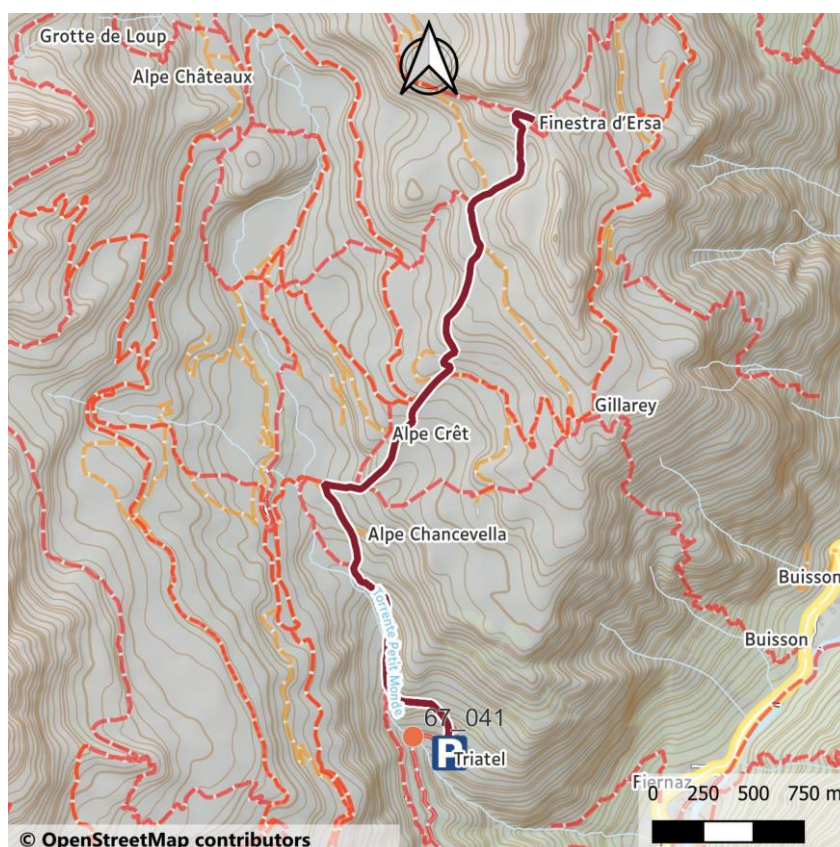 Grotte de Loup
Alpe Châteaux
Finestra d'Ersa
Gillarey
Alpe Crêt
Alpe Chancevella
Buisson
Torrente Petit Monde
Buisson
67_041
P
Triatel
Fiernaz
0 250 500 750 m
© OpenStreetMap contributors